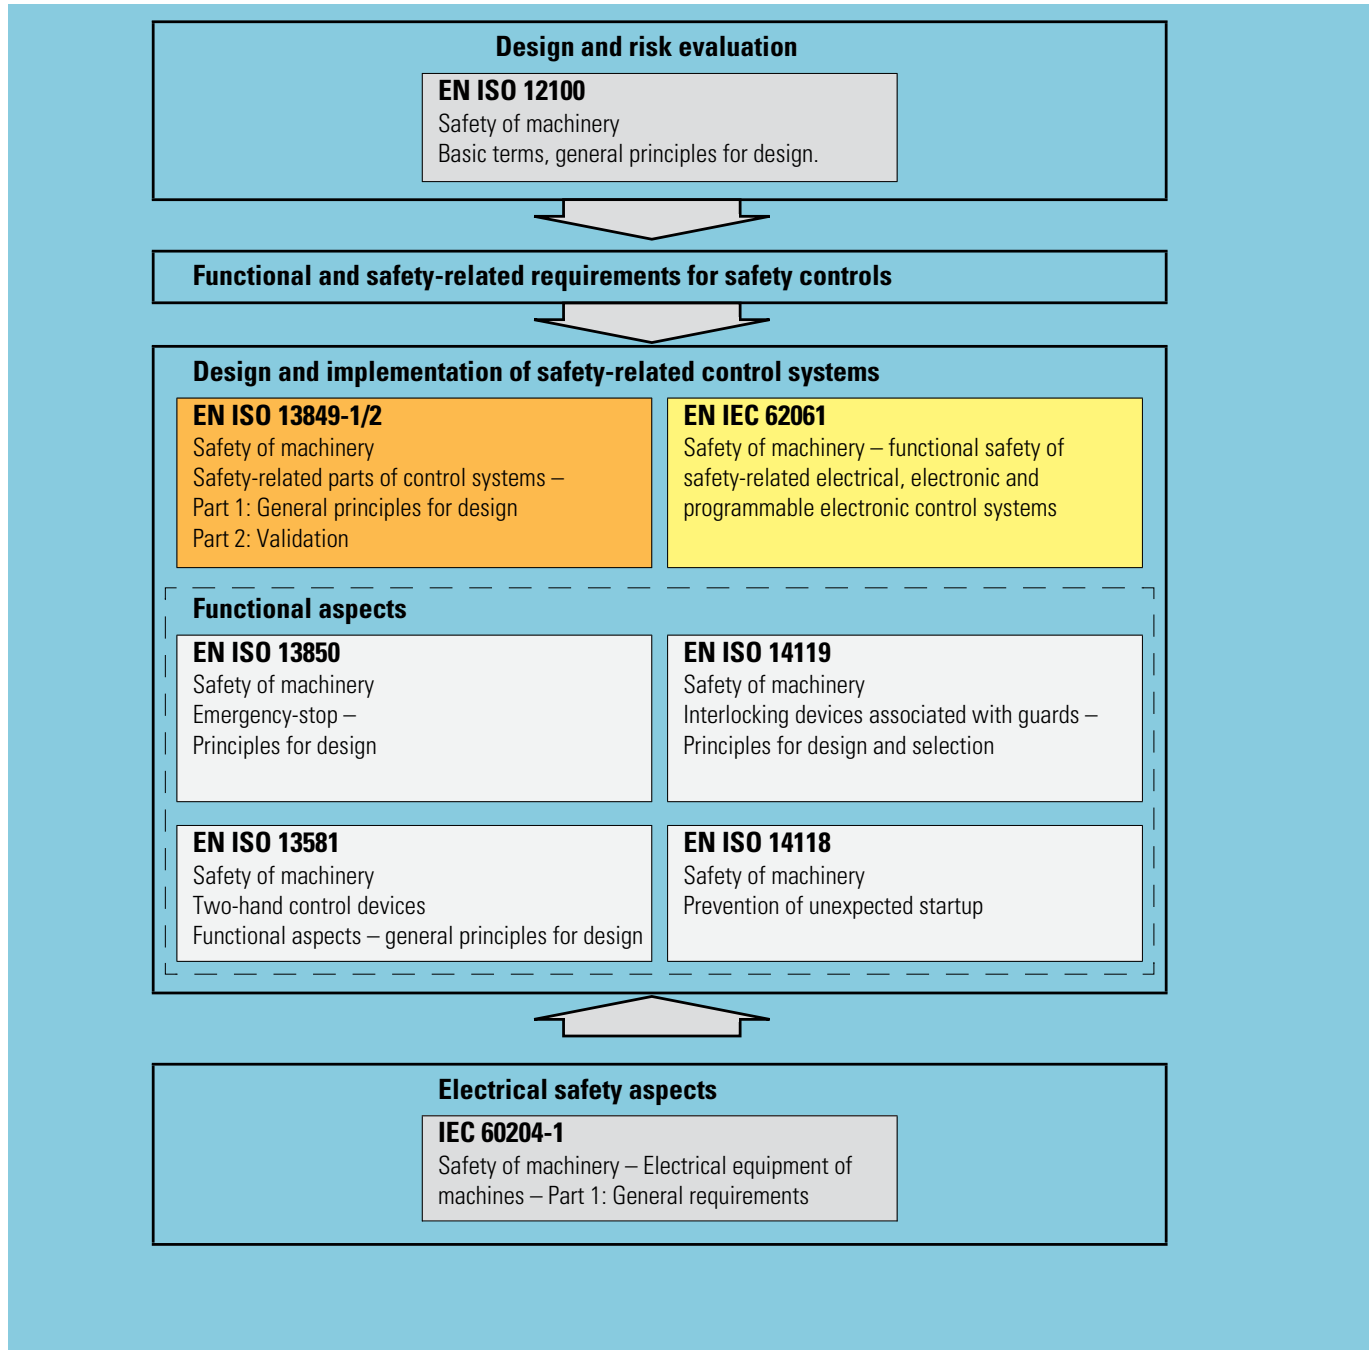 Design and risk evaluation
EN ISO 12100
Safety of machinery
Basic terms, general principles for design.
Functional and safety-related requirements for safety controls
Design and implementation of safety-related control systems
EN ISO 13849-1/2
Safety of machinery
Safety-related parts of control systems –
Part 1: General principles for design
Part 2: Validation
EN IEC 62061
Safety of machinery – functional safety of
safety-related electrical, electronic and
programmable electronic control systems
Functional aspects
EN ISO 13850
Safety of machinery
Emergency-stop –
Principles for design
EN ISO 14119
Safety of machinery
Interlocking devices associated with guards –
Principles for design and selection
EN ISO 13581
Safety of machinery
Two-hand control devices
Functional aspects – general principles for design
EN ISO 14118
Safety of machinery
Prevention of unexpected startup
Electrical safety aspects
IEC 60204-1
Safety of machinery – Electrical equipment of
machines – Part 1: General requirements